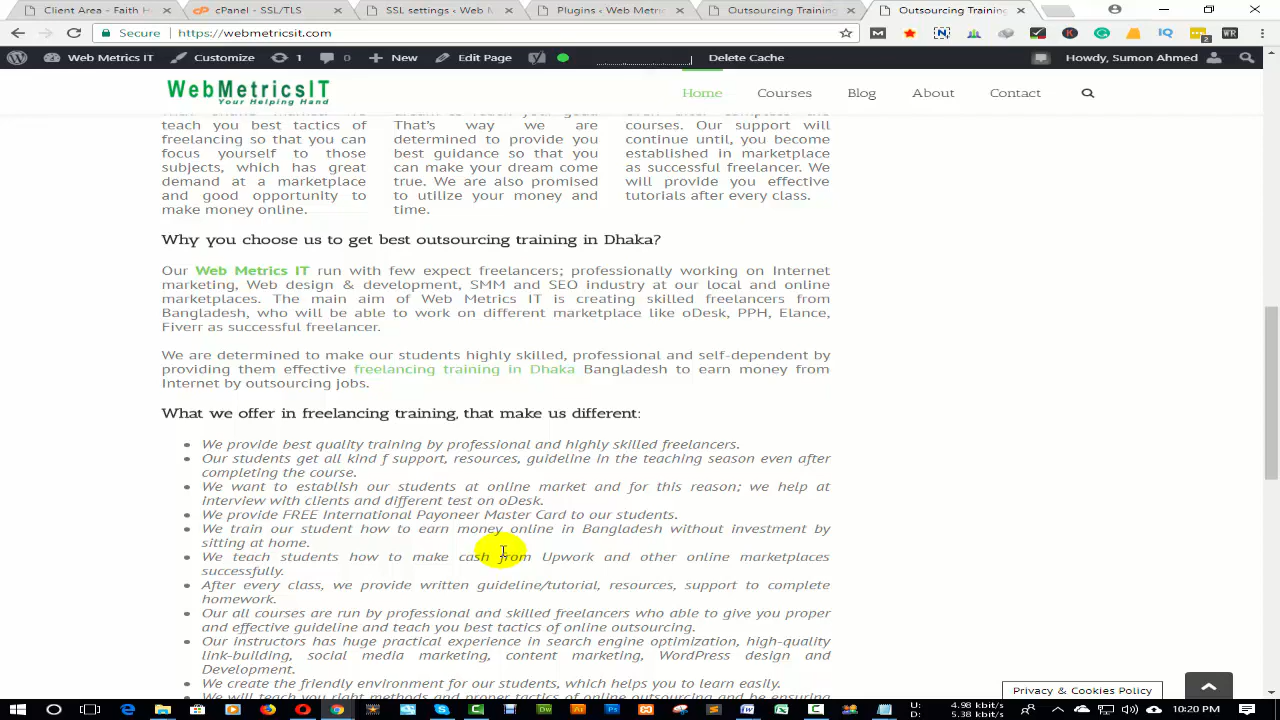 Client Area - Faith H
cPanel - SSL/TLS
SSL settings ‹ Web M
Plugins ‹ Web Metric
Outsourcing Training
Outsourcing Training
Secure
https://webmetricsit.com
Web Metrics IT
Customize
1
0
New
Edit Page
Delete Cache
Howdy, Sumon Ahmed
WebMetricsIT
Your Helping Hand
Home
Courses
Blog
About
Contact
teach you best tactics of
freelancing so that you can
focus yourself to those
subjects, which has great
demand at a marketplace
and good opportunity to
make money online.
That's way we are
determined to provide you
best guidance so that you
can make your dream come
true. We are also promised
to utilize your money and
time.
courses. Our support will
continue until, you become
established in marketplace
as successful freelancer. We
will provide you effective
tutorials after every class.
Why you choose us to get best outsourcing training in Dhaka?
Our Web Metrics IT run with few expect freelancers; professionally working on Internet
marketing, Web design & development, SMM and SEO industry at our local and online
marketplaces. The main aim of Web Metrics IT is creating skilled freelancers from
Bangladesh, who will be able to work on different marketplace like oDesk, PPH, Elance,
Fiverr as successful freelancer.
We are determined to make our students highly skilled, professional and self-dependent by
providing them effective freelancing training in Dhaka Bangladesh to earn money from
Internet by outsourcing jobs.
What we offer in freelancing training, that make us different:
We provide best quality training by professional and highly skilled freelancers.
Our students get all kind f support, resources, guideline in the teaching season even after
completing the course.
We want to establish our students at online market and for this reason; we help at
interview with clients and different test on oDesk.
We provide FREE International Payoneer Master Card to our students.
We train our student how to earn money online in Bangladesh without investment by
sitting at home.
We teach students how to make cash from Upwork and other online marketplaces
successfully.
After every class, we provide written guideline/tutorial, resources, support to complete
homework.
Our all courses are run by professional and skilled freelancers who able to give you proper
and effective guideline and teach you best tactics of online outsourcing.
Our instructors has huge practical experience in search engine optimization, high-quality
link-building, social media marketing, content marketing, WordPress design and
Development.
We create the friendly environment for our students, which helps you to learn easily.
We will teach you right methods and proper tactics of online outsourcing and be ensuring
Privacy & Cookies Policy
U: 4.98 kbit/s
D: 5.38 kbit/s
10:20 PM